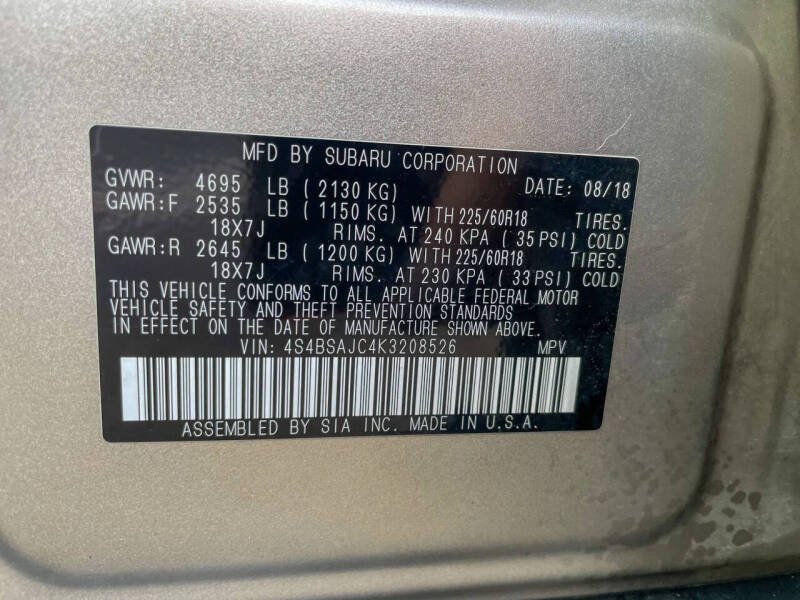 MFD BY SUBARU CORPORATION
GVWR: 4695 LB ( 2130 KG) DATE: 08/18
GAWR:F 2535 LB ( 1150 KG) WITH 225/60R18 TIRES.
18X7J RIMS. AT 240 KPA ( 35 PSI) COLD
GAWR:R 2645 LB ( 1200 KG) WITH 225/60R18 TIRES.
18X7J RIMS. AT 230 KPA ( 33 PSI) COLD
THIS VEHICLE CONFORMS TO ALL APPLICABLE FEDERAL MOTOR
VEHICLE SAFETY AND THEFT PREVENTION STANDARDS
IN EFFECT ON THE DATE OF MANUFACTURE SHOWN ABOVE.
VIN: 4S4BSAJC4K3208526 MPV
ASSEMBLED BY SIA INC. MADE IN U.S.A.